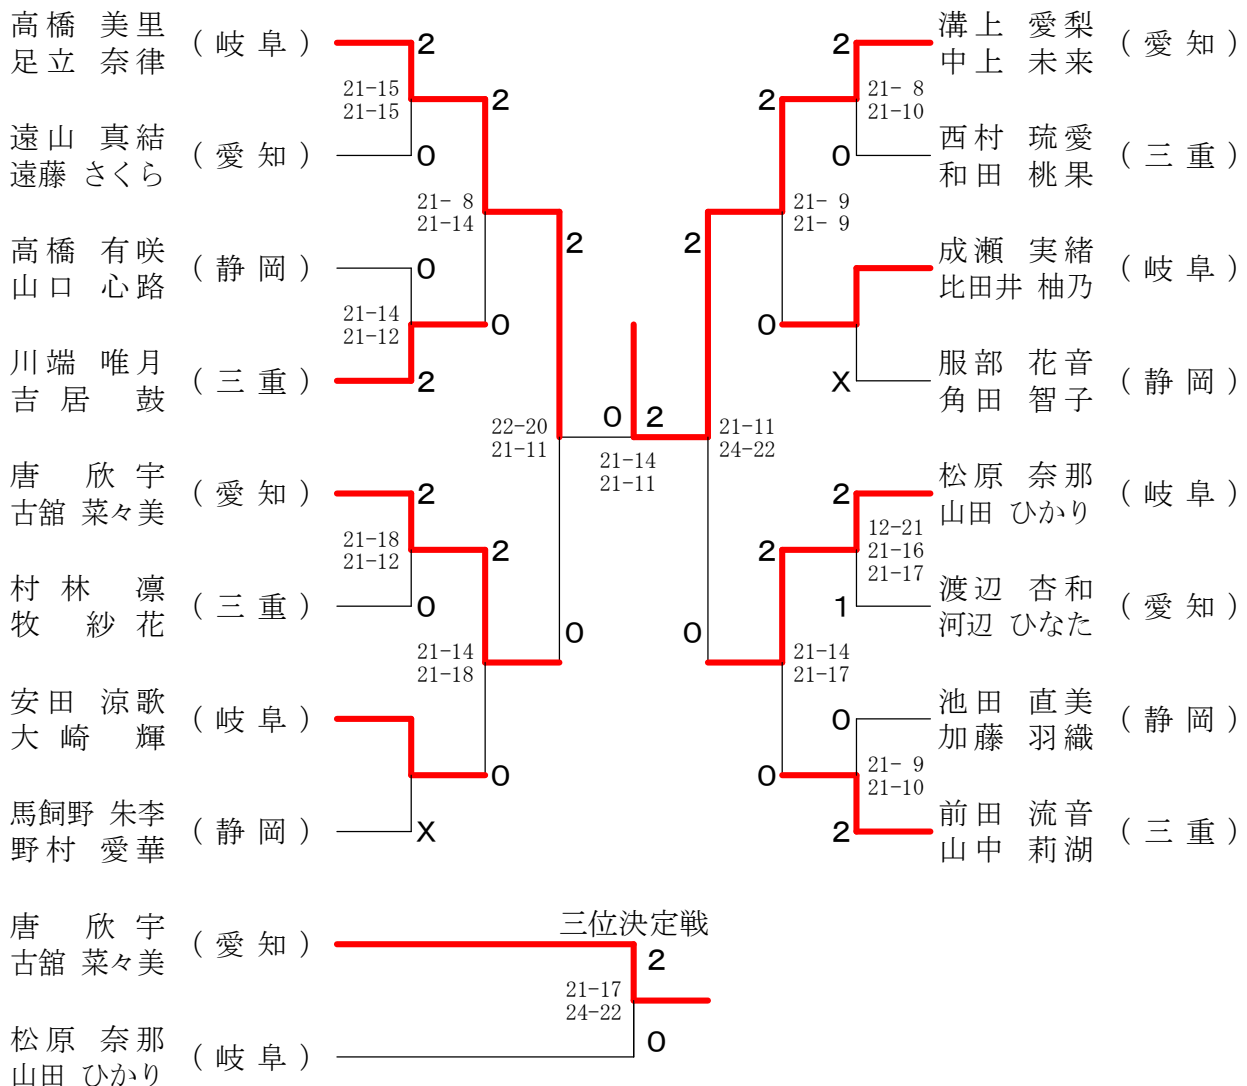 高橋 美里
足立 奈律
(岐阜)
2
21-15
21-15
遠山 真結
遠藤 さくら
(愛知)
0
2
21- 8
21-14
高橋 有咲
山口 心路
(静岡)
0
21-14
21-12
川端 唯月
吉居 鼓
(三重)
2
0
2
22-20
21-11
唐 欣宇
古舘 菜々美
(愛知)
2
21-18
21-12
村林 凛
牧 紗花
(三重)
0
2
21-14
21-18
0
安田 涼歌
大崎 輝
(岐阜)
0
馬飼野 朱李
野村 愛華
(静岡)
X
0
2
21-14
21-11
溝上 愛梨
中上 未来
(愛知)
2
21- 8
21-10
西村 琉愛
和田 桃果
(三重)
0
2
21- 9
21- 9
成瀬 実緒
比田井 柚乃
(岐阜)
0
服部 花音
角田 智子
(静岡)
X
2
21-11
24-22
松原 奈那
山田 ひかり
(岐阜)
2
12-21
21-16
21-17
渡辺 杏和
河辺 ひなた
(愛知)
1
2
0
21-14
21-17
池田 直美
加藤 羽織
(静岡)
0
21- 9
21-10
前田 流音
山中 莉湖
(三重)
2
0
三位決定戦
唐 欣宇
古舘 菜々美
(愛知)
2
21-17
24-22
松原 奈那
山田 ひかり
(岐阜)
0